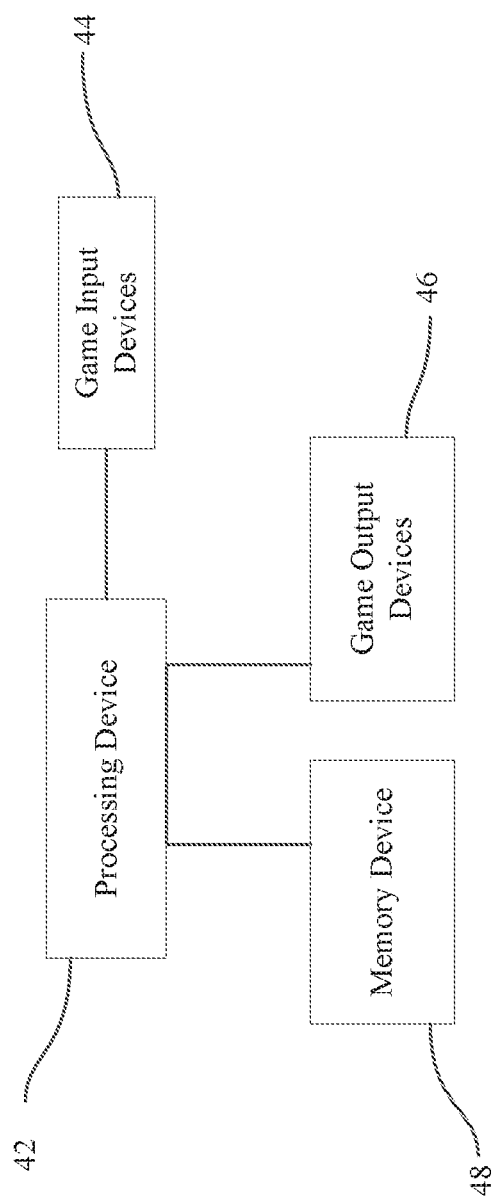 42
Processing Device
Game Input
Devices
44
Memory Device
48
Game Output
Devices
46